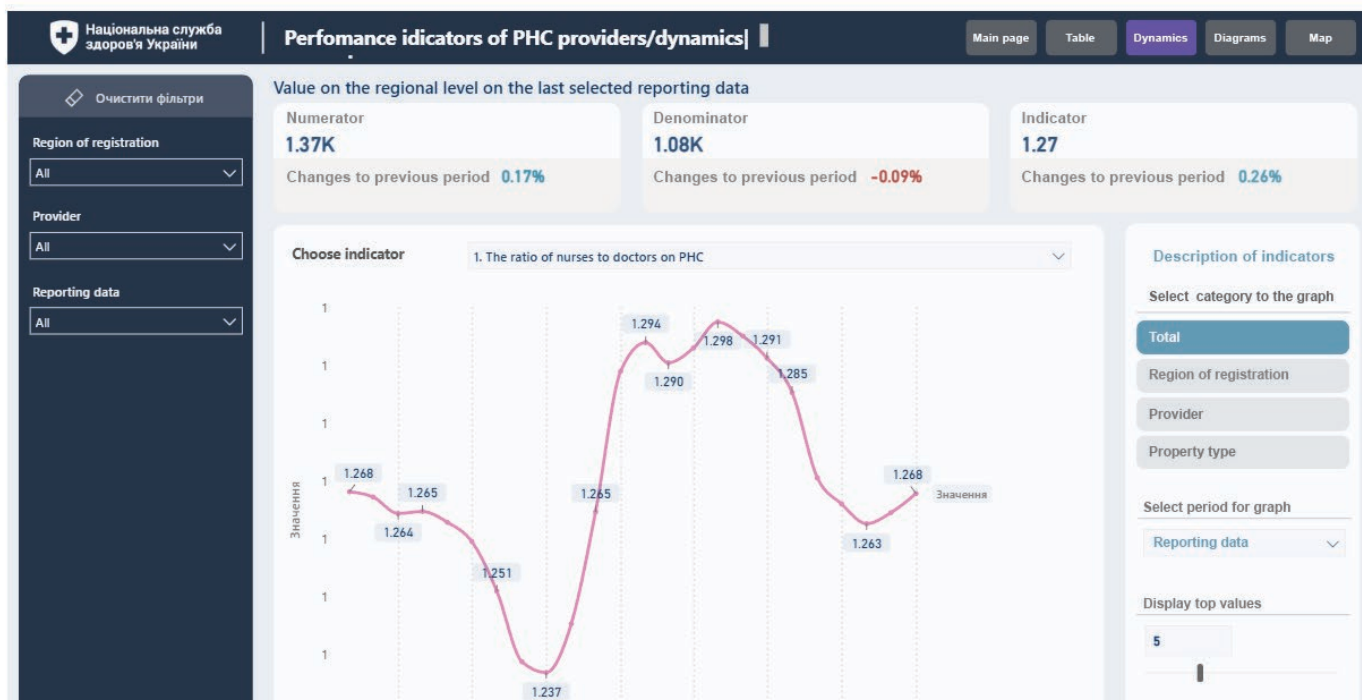 Національна служба
здоров'я України
Perfomance idicators of PHC providers/dynamics|
Main page
Table
Dynamics
Diagrams
Map
Очистити фільтри
Region of registration
All
Provider
All
Reporting data
All
Value on the regional level on the last selected reporting data
Numerator
1.37K
Changes to previous period 0.17%
Denominator
1.08K
Changes to previous period -0.09%
Indicator
1.27
Changes to previous period 0.26%
Choose indicator
1. The ratio of nurses to doctors on PHC
Значення
1
1
1
1
1
1
1
1.268
1.264
1.265
1.251
1.237
1.265
1.294
1.290
1.298
1.291
1.285
1.263
1.268
Значення
Description of indicators
Select category to the graph
Total
Region of registration
Provider
Property type
Select period for graph
Reporting data
Display top values
5